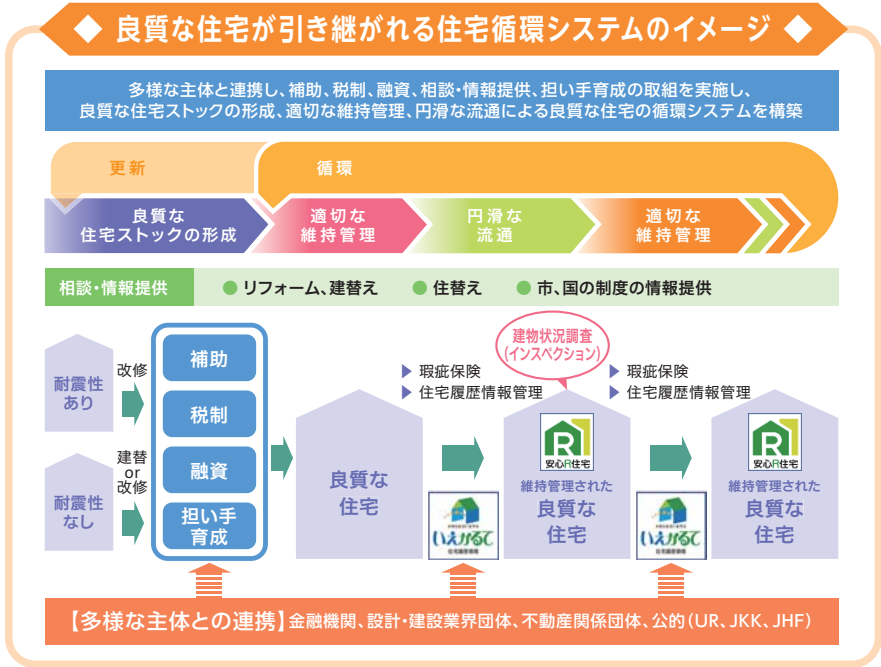 良質な住宅が引き継がれる住宅循環システムのイメージ
多様な主体と連携し、補助、税制、融資、相談・情報提供、担い手育成の取組を実施し、
良質な住宅ストックの形成、適切な維持管理、円滑な流通による良質な住宅の循環システムを構築
更新
循環
良質な
住宅ストックの形成
適切な
維持管理
円滑な
流通
適切な
維持管理
相談・情報提供
● リフォーム、建替え
● 住替え
● 市、国の制度の情報提供
耐震性
あり
改修
耐震性
なし
建替
or
改修
補助
税制
融資
担い手
育成
良質な
住宅
▶ 瑕疵保険
▶ 住宅履歴情報管理
いえかるて
住宅履歴情報
建物状況調査
(インスペクション)
R
安心R住宅
維持管理された
良質な
住宅
▶ 瑕疵保険
▶ 住宅履歴情報管理
いえかるて
住宅履歴情報
R
安心R住宅
維持管理された
良質な
住宅
【多様な主体との連携】金融機関、設計・建設業界団体、不動産関係団体、公的(UR、JKK、JHF)